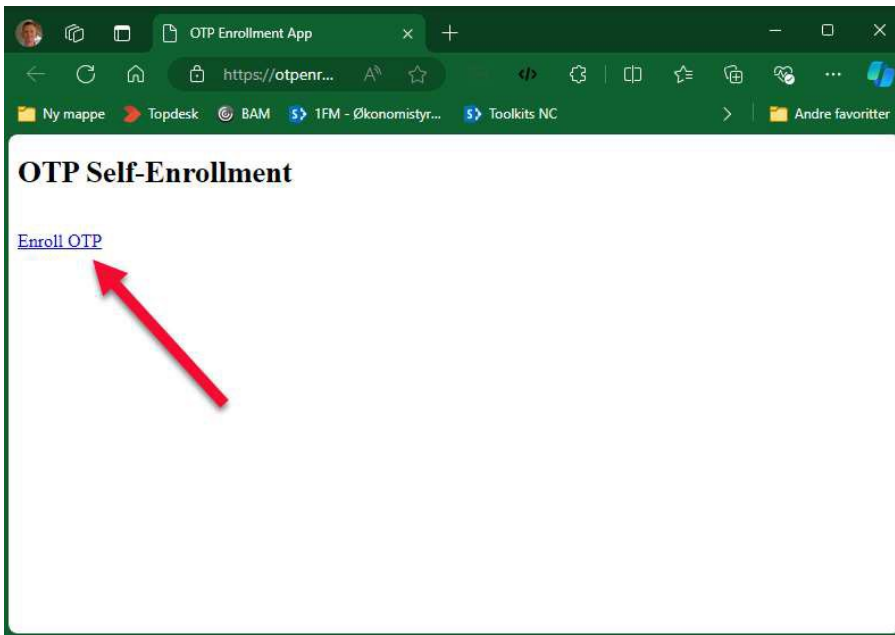 OTP Enrollment App
https://otpenr...
Ny mappe Topdesk BAM 1FM - Økonomistyr... Toolkits NC Andre favoritter
OTP Self-Enrollment
Enroll OTP